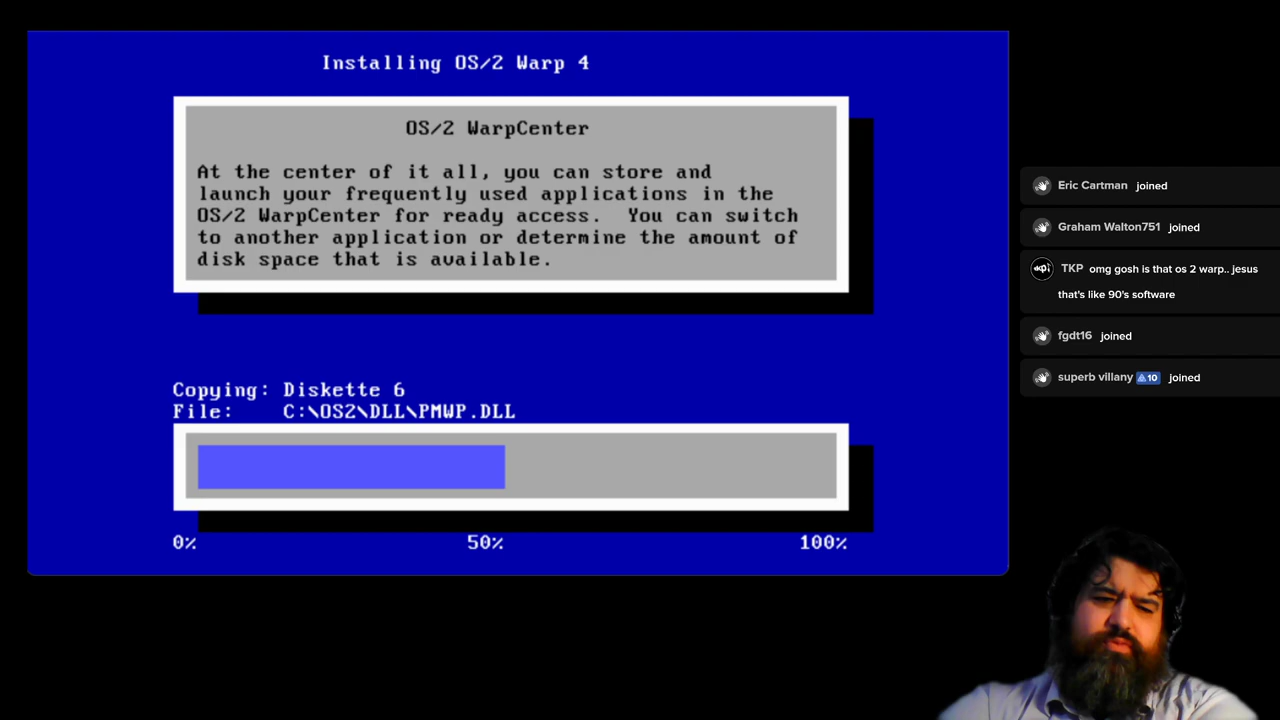 Installing OS/2 Warp 4
OS/2 WarpCenter
At the center of it all, you can store and
launch your frequently used applications in the
OS/2 WarpCenter for ready access.  You can switch
to another application or determine the amount of
disk space that is available.
Copying: Diskette 6
File:    C:\OS2\DLL\PMWP.DLL
0% 50% 100%
Eric Cartman joined
Graham Walton751 joined
TKP omg gosh is that os 2 warp.. jesus
that's like 90's software
fgdt16 joined
superb villany 10 joined